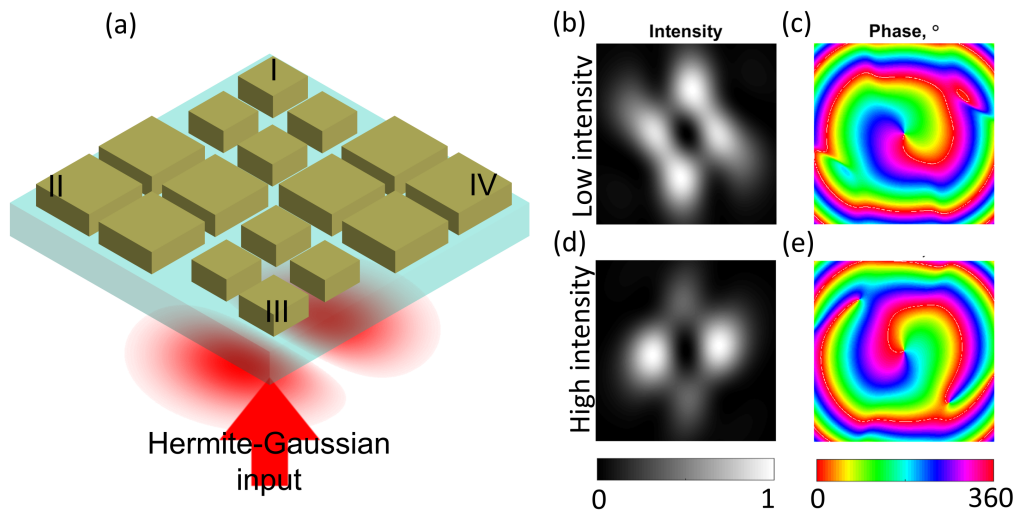 (a)
I
II
IV
III
Hermite-Gaussian
input
(b)
(c)
Intensity
Phase, °
Low intensity
(d)
(e)
High intensity
0
1
0
360